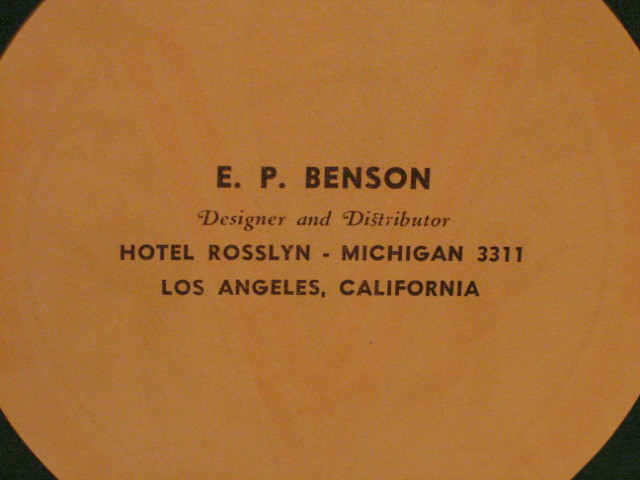 E. P. BENSON
Designer and Distributor
HOTEL ROSSLYN - MICHIGAN 3311
LOS ANGELES, CALIFORNIA